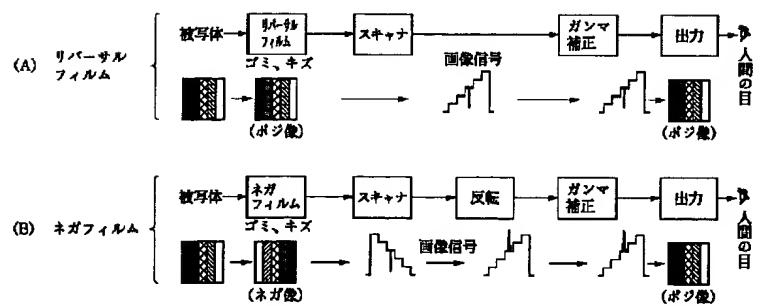 (A) リバーサル
フィルム
被写体
リバーサル
フィルム
スキャナ
ガンマ
補正
出力
人間の目
ゴミ、キズ
画像信号
(ポジ像)
(ポジ像)
(B) ネガフィルム
被写体
ネガ
フィルム
スキャナ
反転
ガンマ
補正
出力
人間の目
ゴミ、キズ
画像信号
(ネガ像)
(ポジ像)